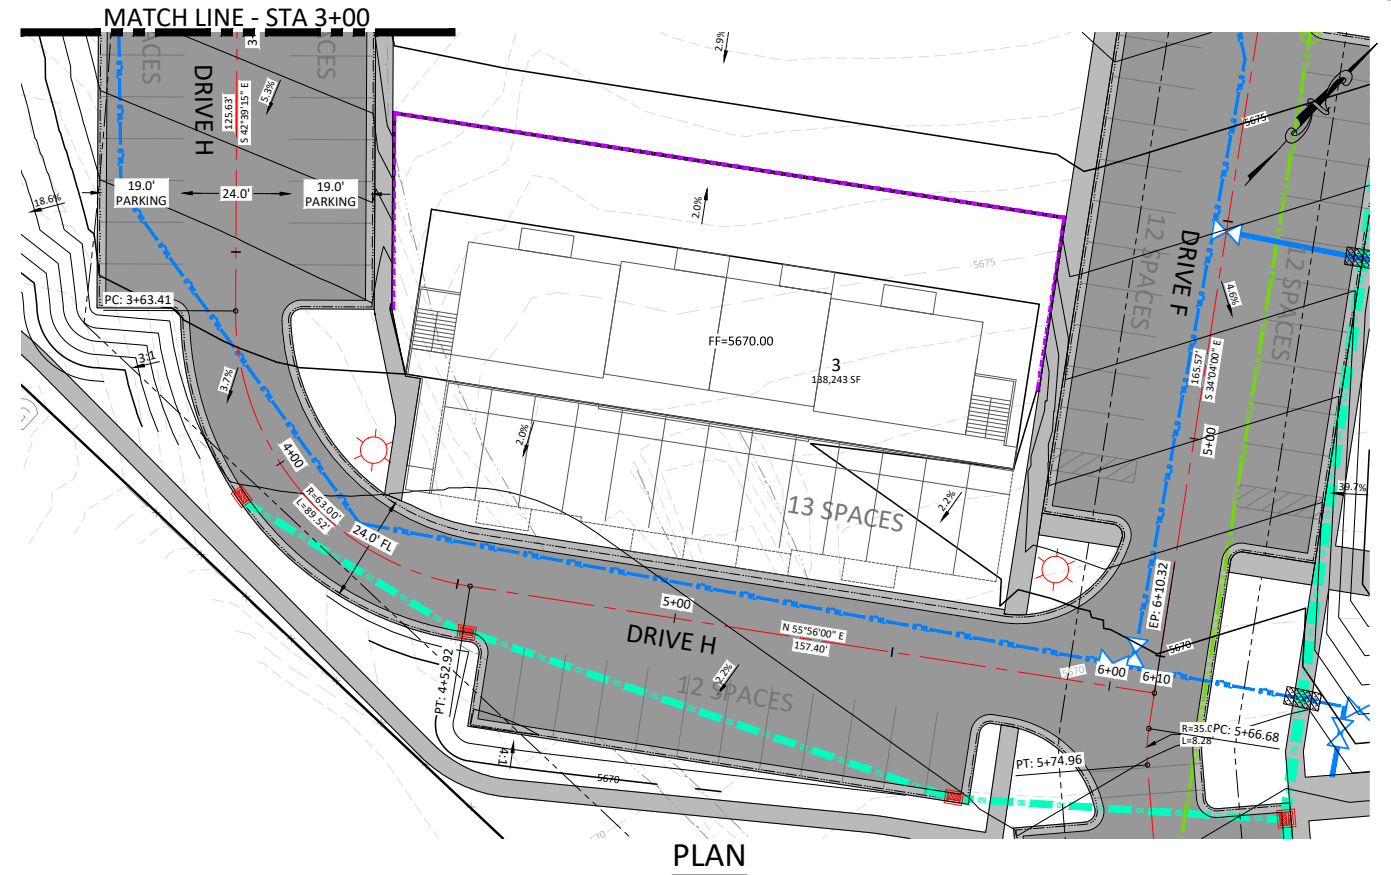 MATCH LINE - STA 3+00
SPACES
SPACES
DRIVE H
125.63'
S 42°39'15" E
5.3%
2.9%
5675
18.6%
19.0'
PARKING
24.0'
19.0'
PARKING
2.0%
5675
12 SPACES
DRIVE F
12 SPACES
4.6%
PC: 3+63.41
3:1
3.7%
FF=5670.00
3
138,243 SF
165.57'
S 34°04'00" E
5+00
4+00
R=63.00'
L=89.52'
24.0' FL
2.0%
13 SPACES
2.2%
39.7%
5+00
DRIVE H
N 55°56'00" E
157.40'
EP: 6+10.32
5670
5670
6+00
6+10
PT: 4+52.92
12 SPACES
2.2%
4:1
5670
5670
PC: 5+66.68
L=8.28'
PT: 5+74.96
PLAN